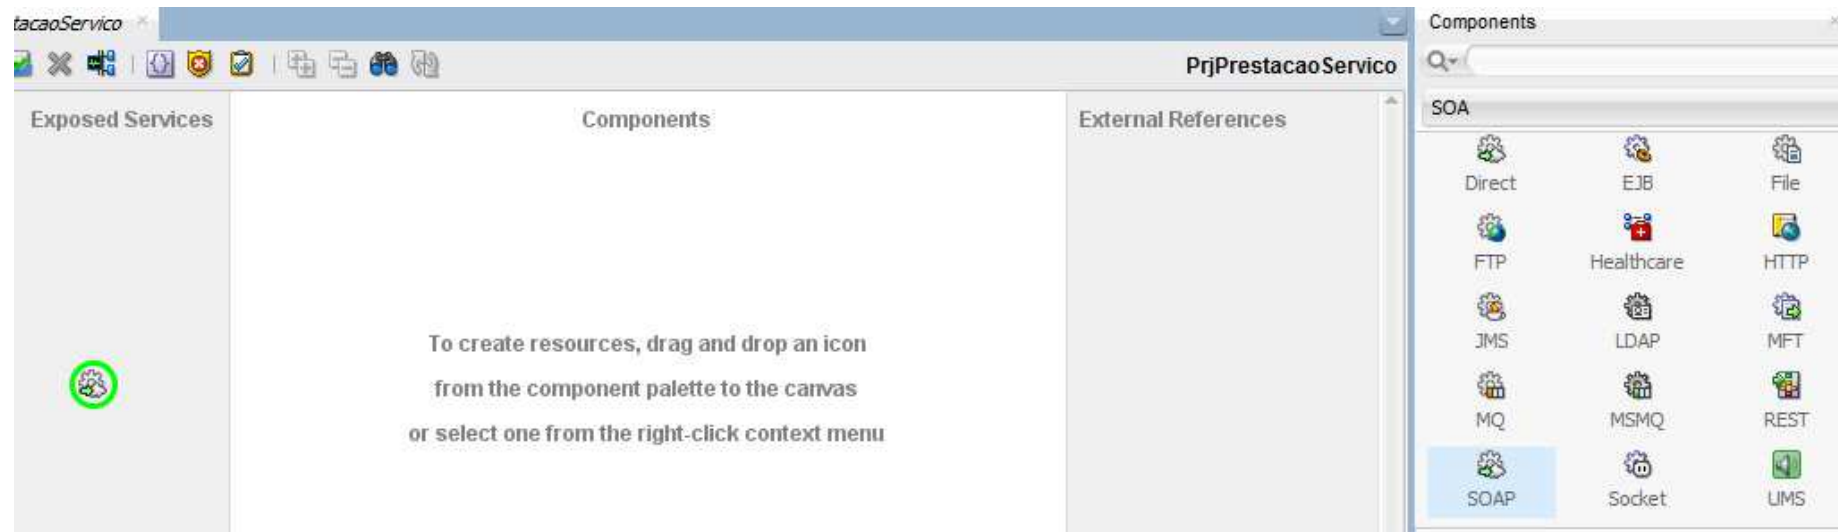 tacaoServico
Components
PrjPrestacaoServico
SOA
Exposed Services
Components
External References
To create resources, drag and drop an icon
from the component palette to the canvas
or select one from the right-click context menu
Direct EJB File
FTP Healthcare HTTP
JMS LDAP MFT
MQ MSMQ REST
SOAP Socket UMS